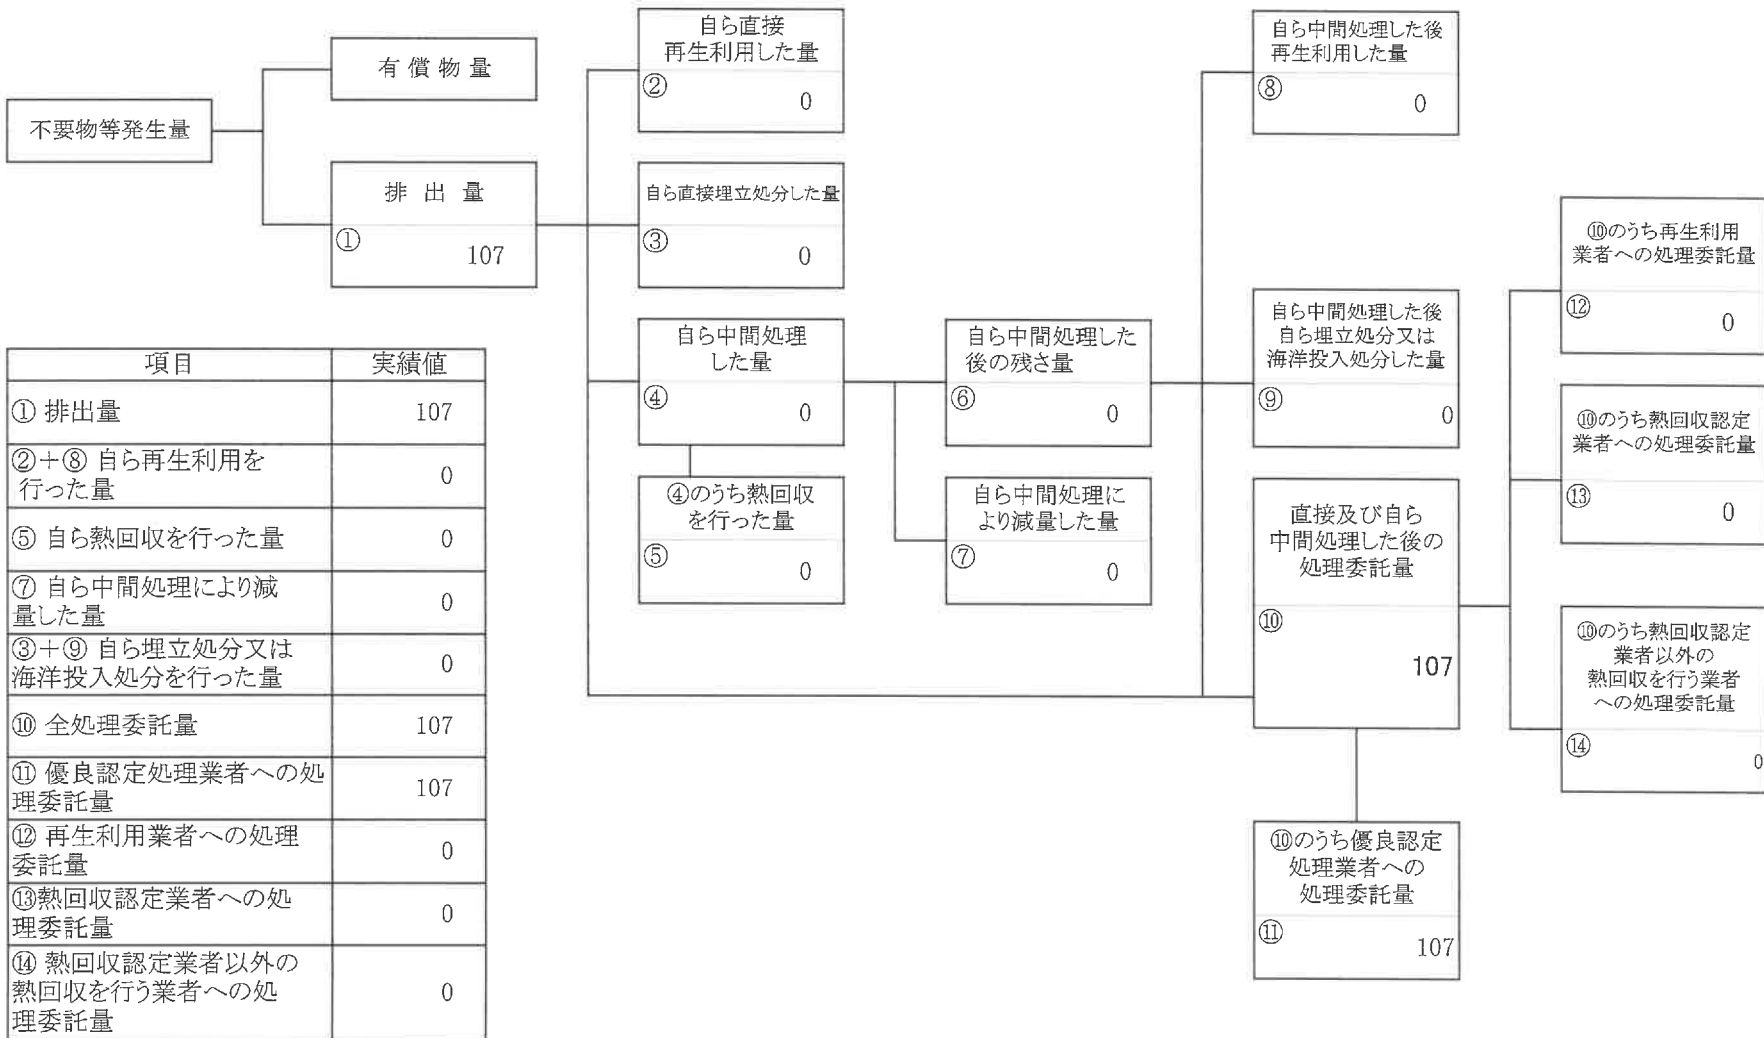 不要物等発生量
有償物量
排出量
① 107
自ら直接
再生利用した量
② 0
自ら直接埋立処分した量
③ 0
自ら中間処理
した量
④ 0
④のうち熱回収
を行った量
⑤ 0
自ら中間処理した
後の残さ量
⑥ 0
自ら中間処理に
より減量した量
⑦ 0
自ら中間処理した後
再生利用した量
⑧ 0
自ら中間処理した後
自ら埋立処分又は
海洋投入処分した量
⑨ 0
直接及び自ら
中間処理した後の
処理委託量
⑩
107
⑩のうち優良認定
処理業者への
処理委託量
⑪ 107
⑩のうち再生利用
業者への処理委託量
⑫ 0
⑩のうち熱回収認定
業者への処理委託量
⑬ 0
⑩のうち熱回収認定
業者以外の
熱回収を行う業者
への処理委託量
⑭ 0
項目 実績値
① 排出量 107
②+⑧ 自ら再生利用を
行った量 0
⑤ 自ら熱回収を行った量 0
⑦ 自ら中間処理により減
量した量 0
③+⑨ 自ら埋立処分又は
海洋投入処分を行った量 0
⑩ 全処理委託量 107
⑪ 優良認定処理業者への処
理委託量 107
⑫ 再生利用業者への処理
委託量 0
⑬熱回収認定業者への処
理委託量 0
⑭ 熱回収認定業者以外の
熱回収を行う業者への処
理委託量 0